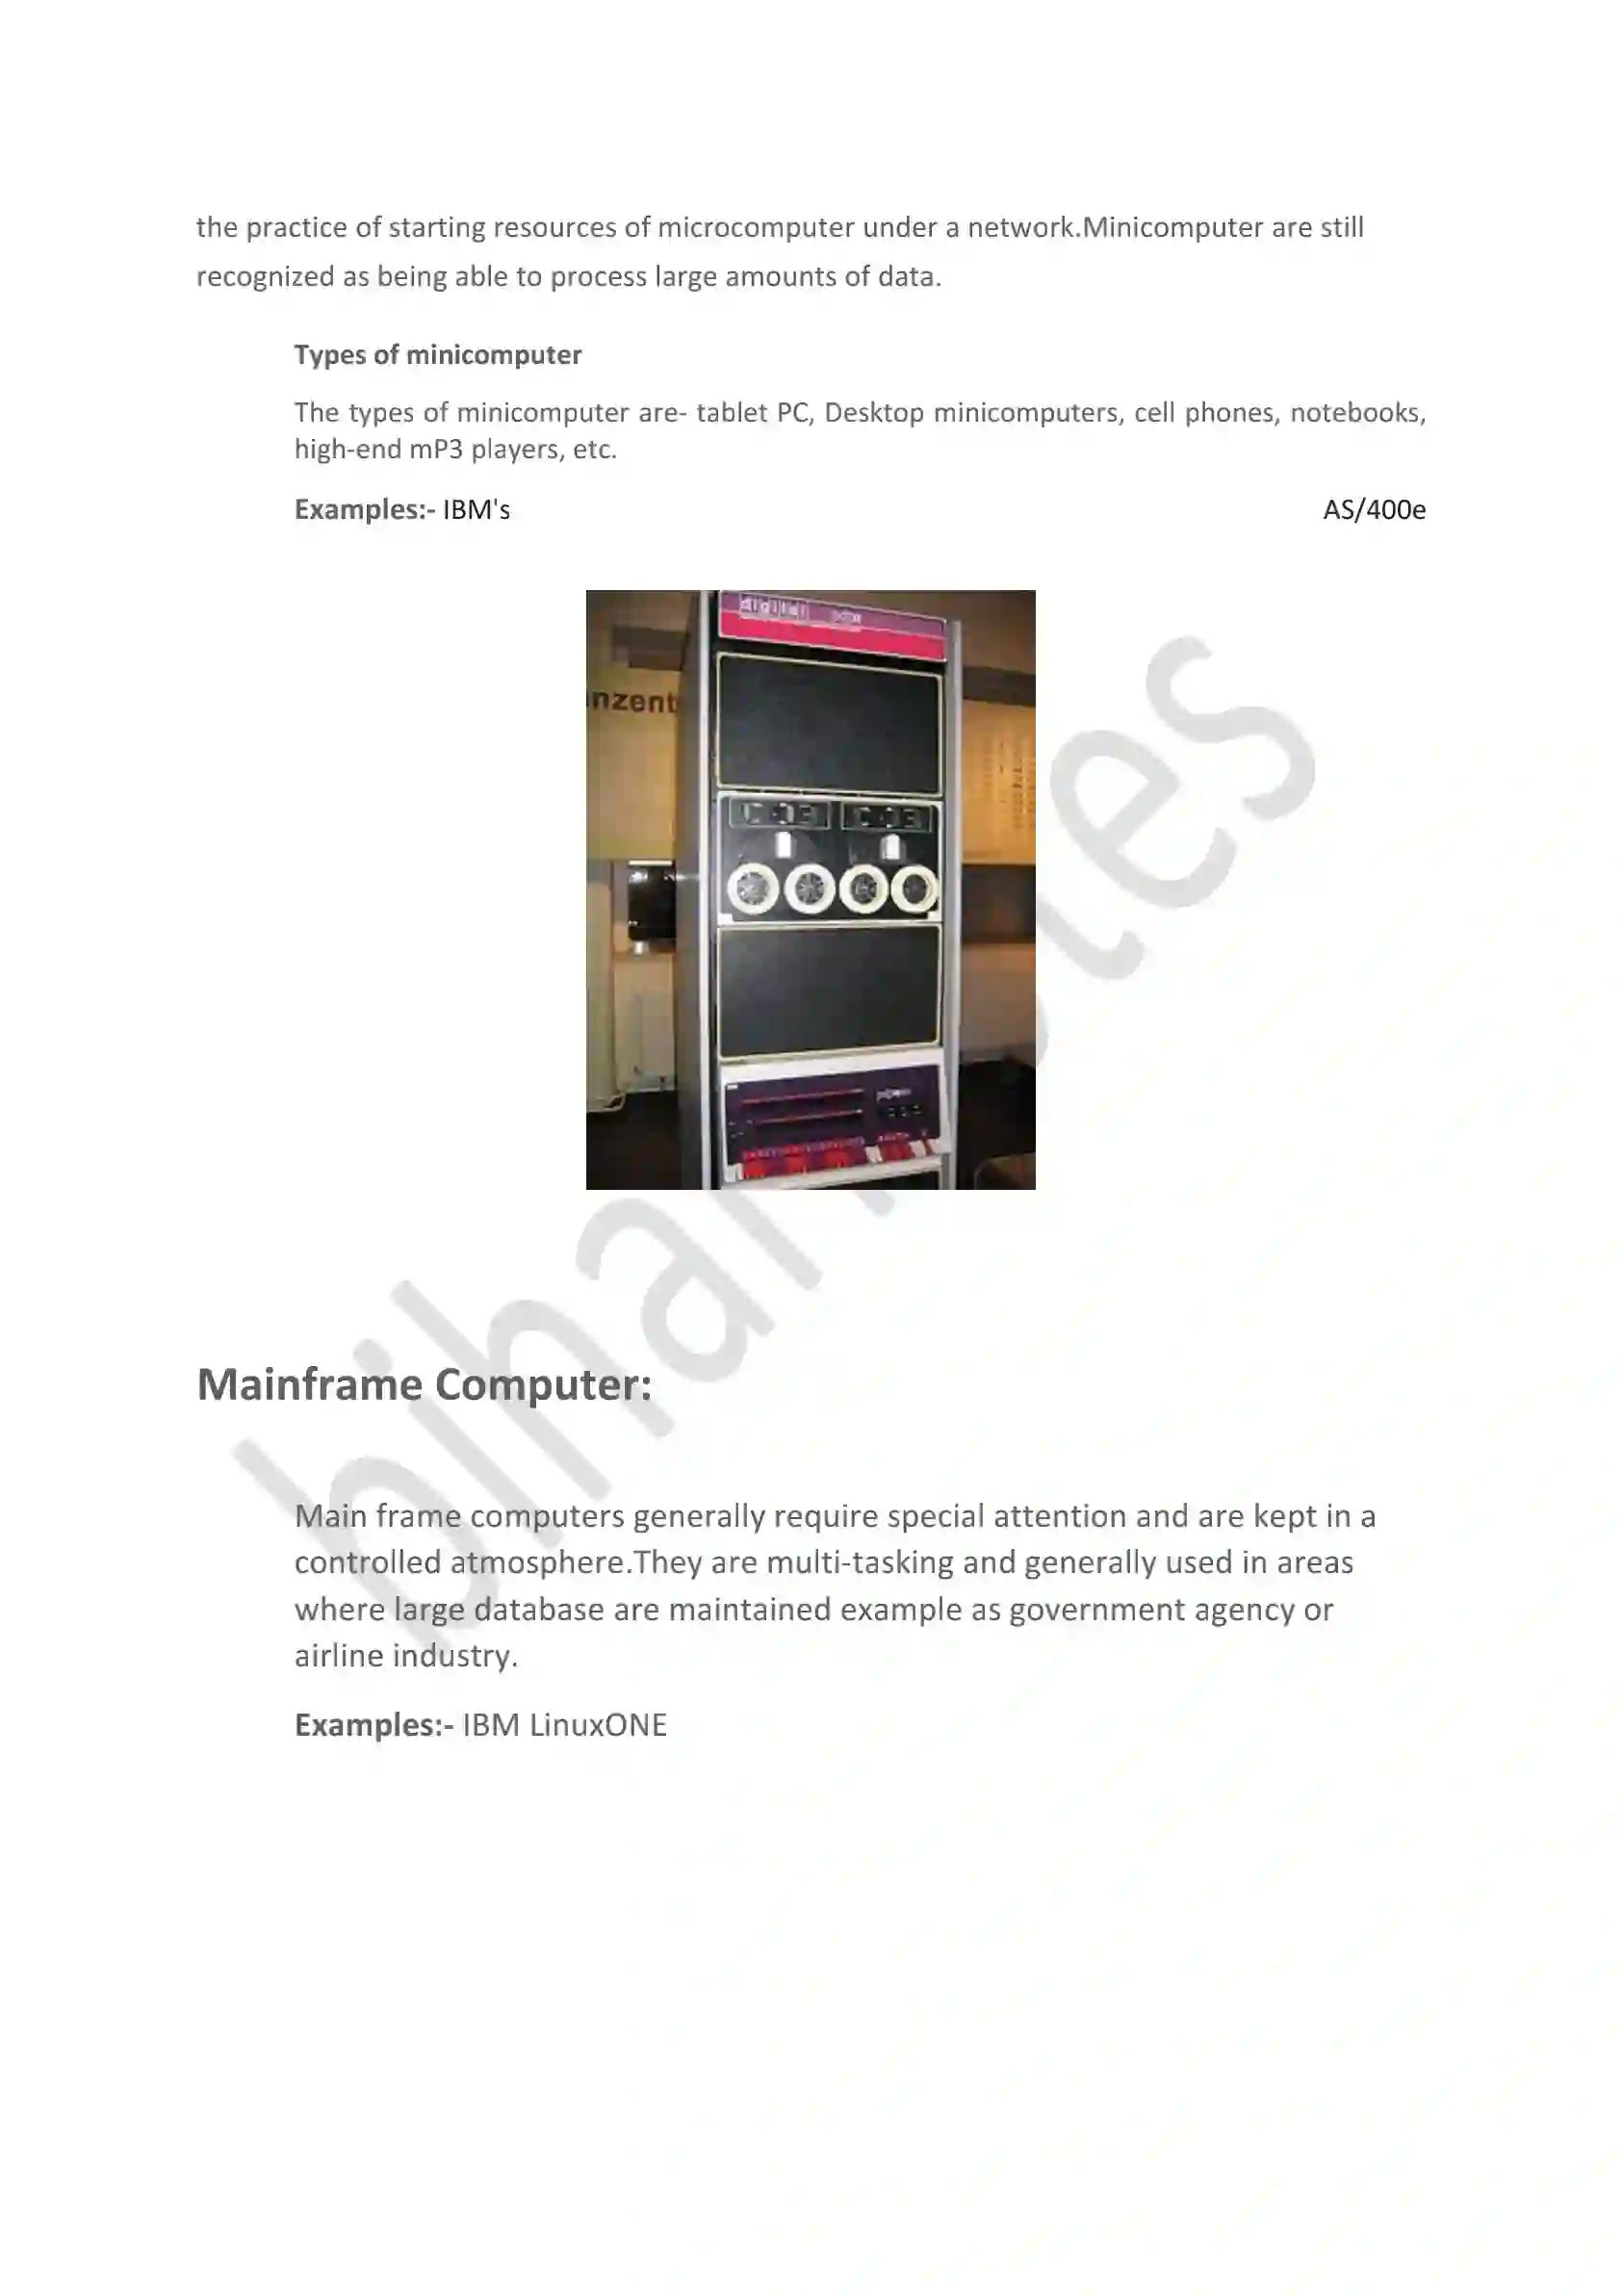 the practice of starting resources of microcomputer under a network.Minicomputer are still
recognized as being able to process large amounts of data.
Types of minicomputer
The types of minicomputer are- tablet PC, Desktop minicomputers, cell phones, notebooks,
high-end mP3 players, etc.
Examples:- IBM's AS/400e
digital
nzent
Mainframe Computer:
Main frame computers generally require special attention and are kept in a
controlled atmosphere.They are multi-tasking and generally used in areas
where large database are maintained example as government agency or
airline industry.
Examples:- IBM LinuxONE